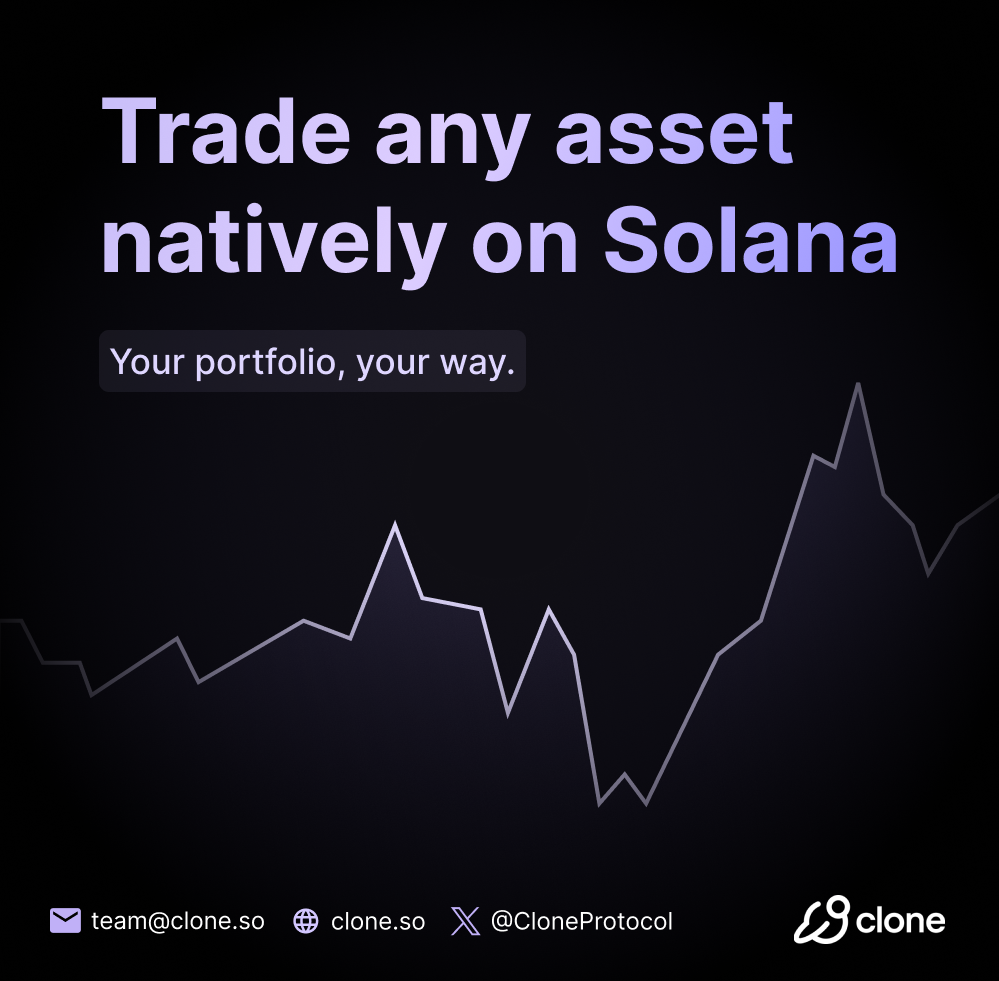 Trade any asset
natively on Solana
Your portfolio, your way.
team@clone.so clone.so @CloneProtocol clone